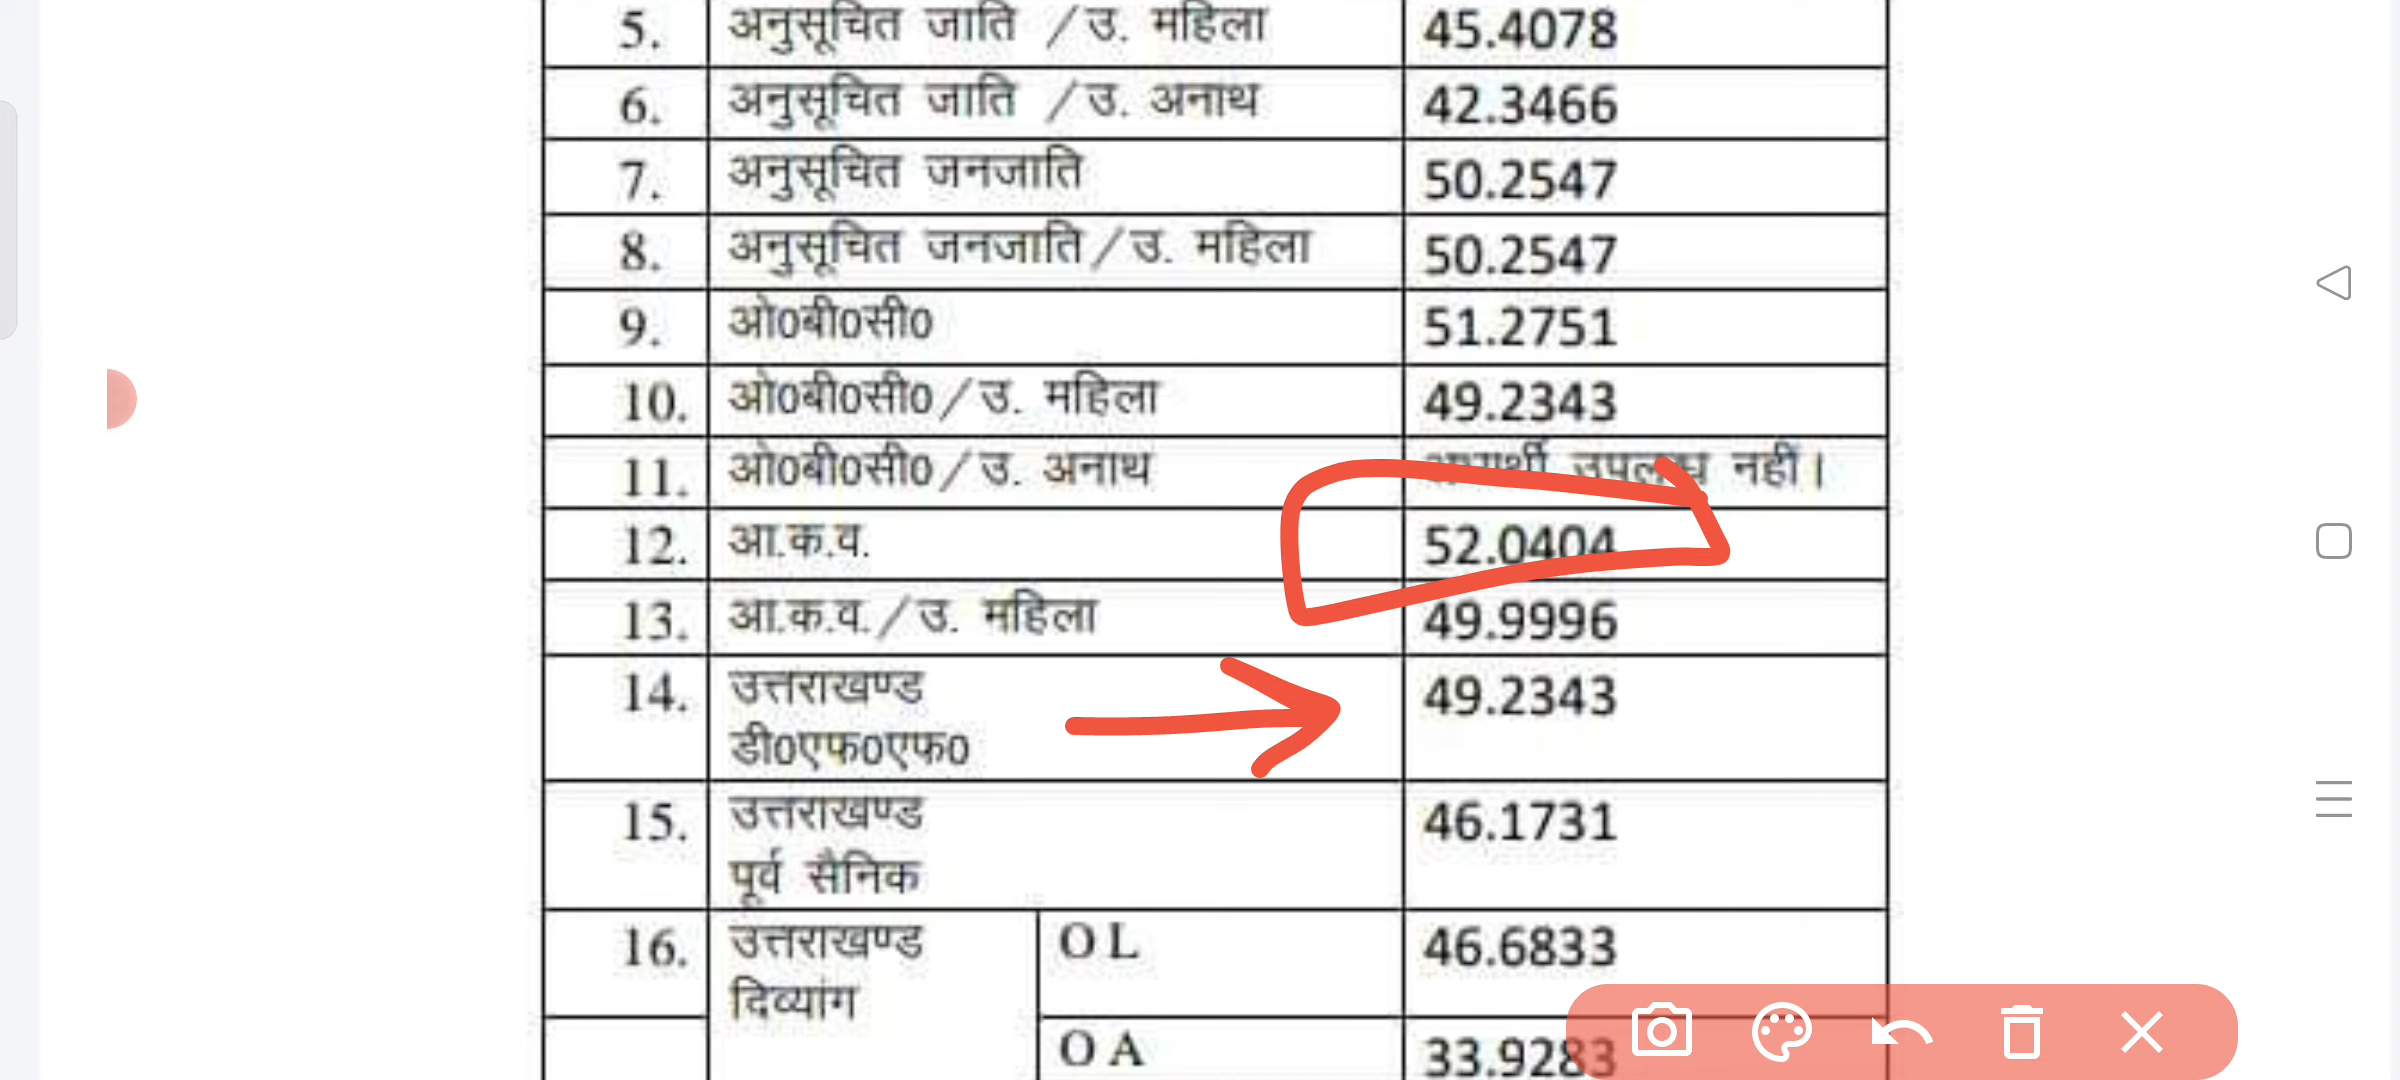 5. अनुसूचित जाति / उ. महिला 45.4078
6. अनुसूचित जाति / उ. अनाथ 42.3466
7. अनुसूचित जनजाति 50.2547
8. अनुसूचित जनजाति / उ. महिला 50.2547
9. ओ0बी0सी0 51.2751
10. ओ0बी0सी0 / उ. महिला 49.2343
11. ओ0बी0सी0 / उ. अनाथ अभ्यर्थी उपलब्ध नहीं।
12. आ.क.व. 52.0404
13. आ.क.व. / उ. महिला 49.9996
14. उत्तराखण्ड 49.2343
डी0एफ0एफ0
15. उत्तराखण्ड 46.1731
पूर्व सैनिक
16. उत्तराखण्ड O L 46.6833
दिव्यांग
O A 33.9283